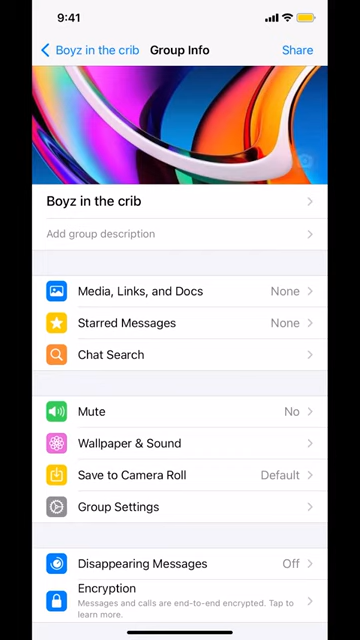 9:41
Boyz in the crib
Group Info
Share
Boyz in the crib
Add group description
Media, Links, and Docs
None
Starred Messages
None
Chat Search
Mute
No
Wallpaper & Sound
Save to Camera Roll
Default
Group Settings
Disappearing Messages
Off
Encryption
Messages and calls are end-to-end encrypted. Tap to
learn more.